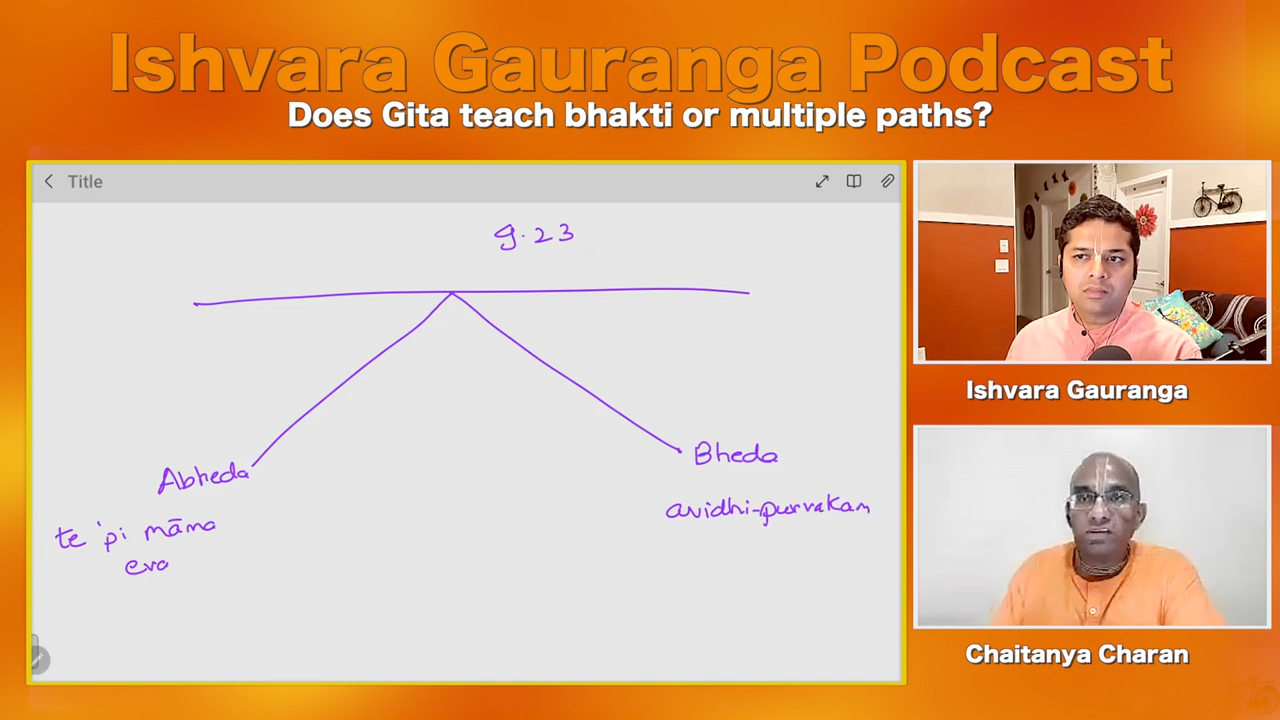 Ishvara Gauranga Podcast
Does Gita teach bhakti or multiple paths?
Title
9.23
Abheda
te 'pi māma
eva
Bheda
avidhi-purvakam
Ishvara Gauranga
Chaitanya Charan